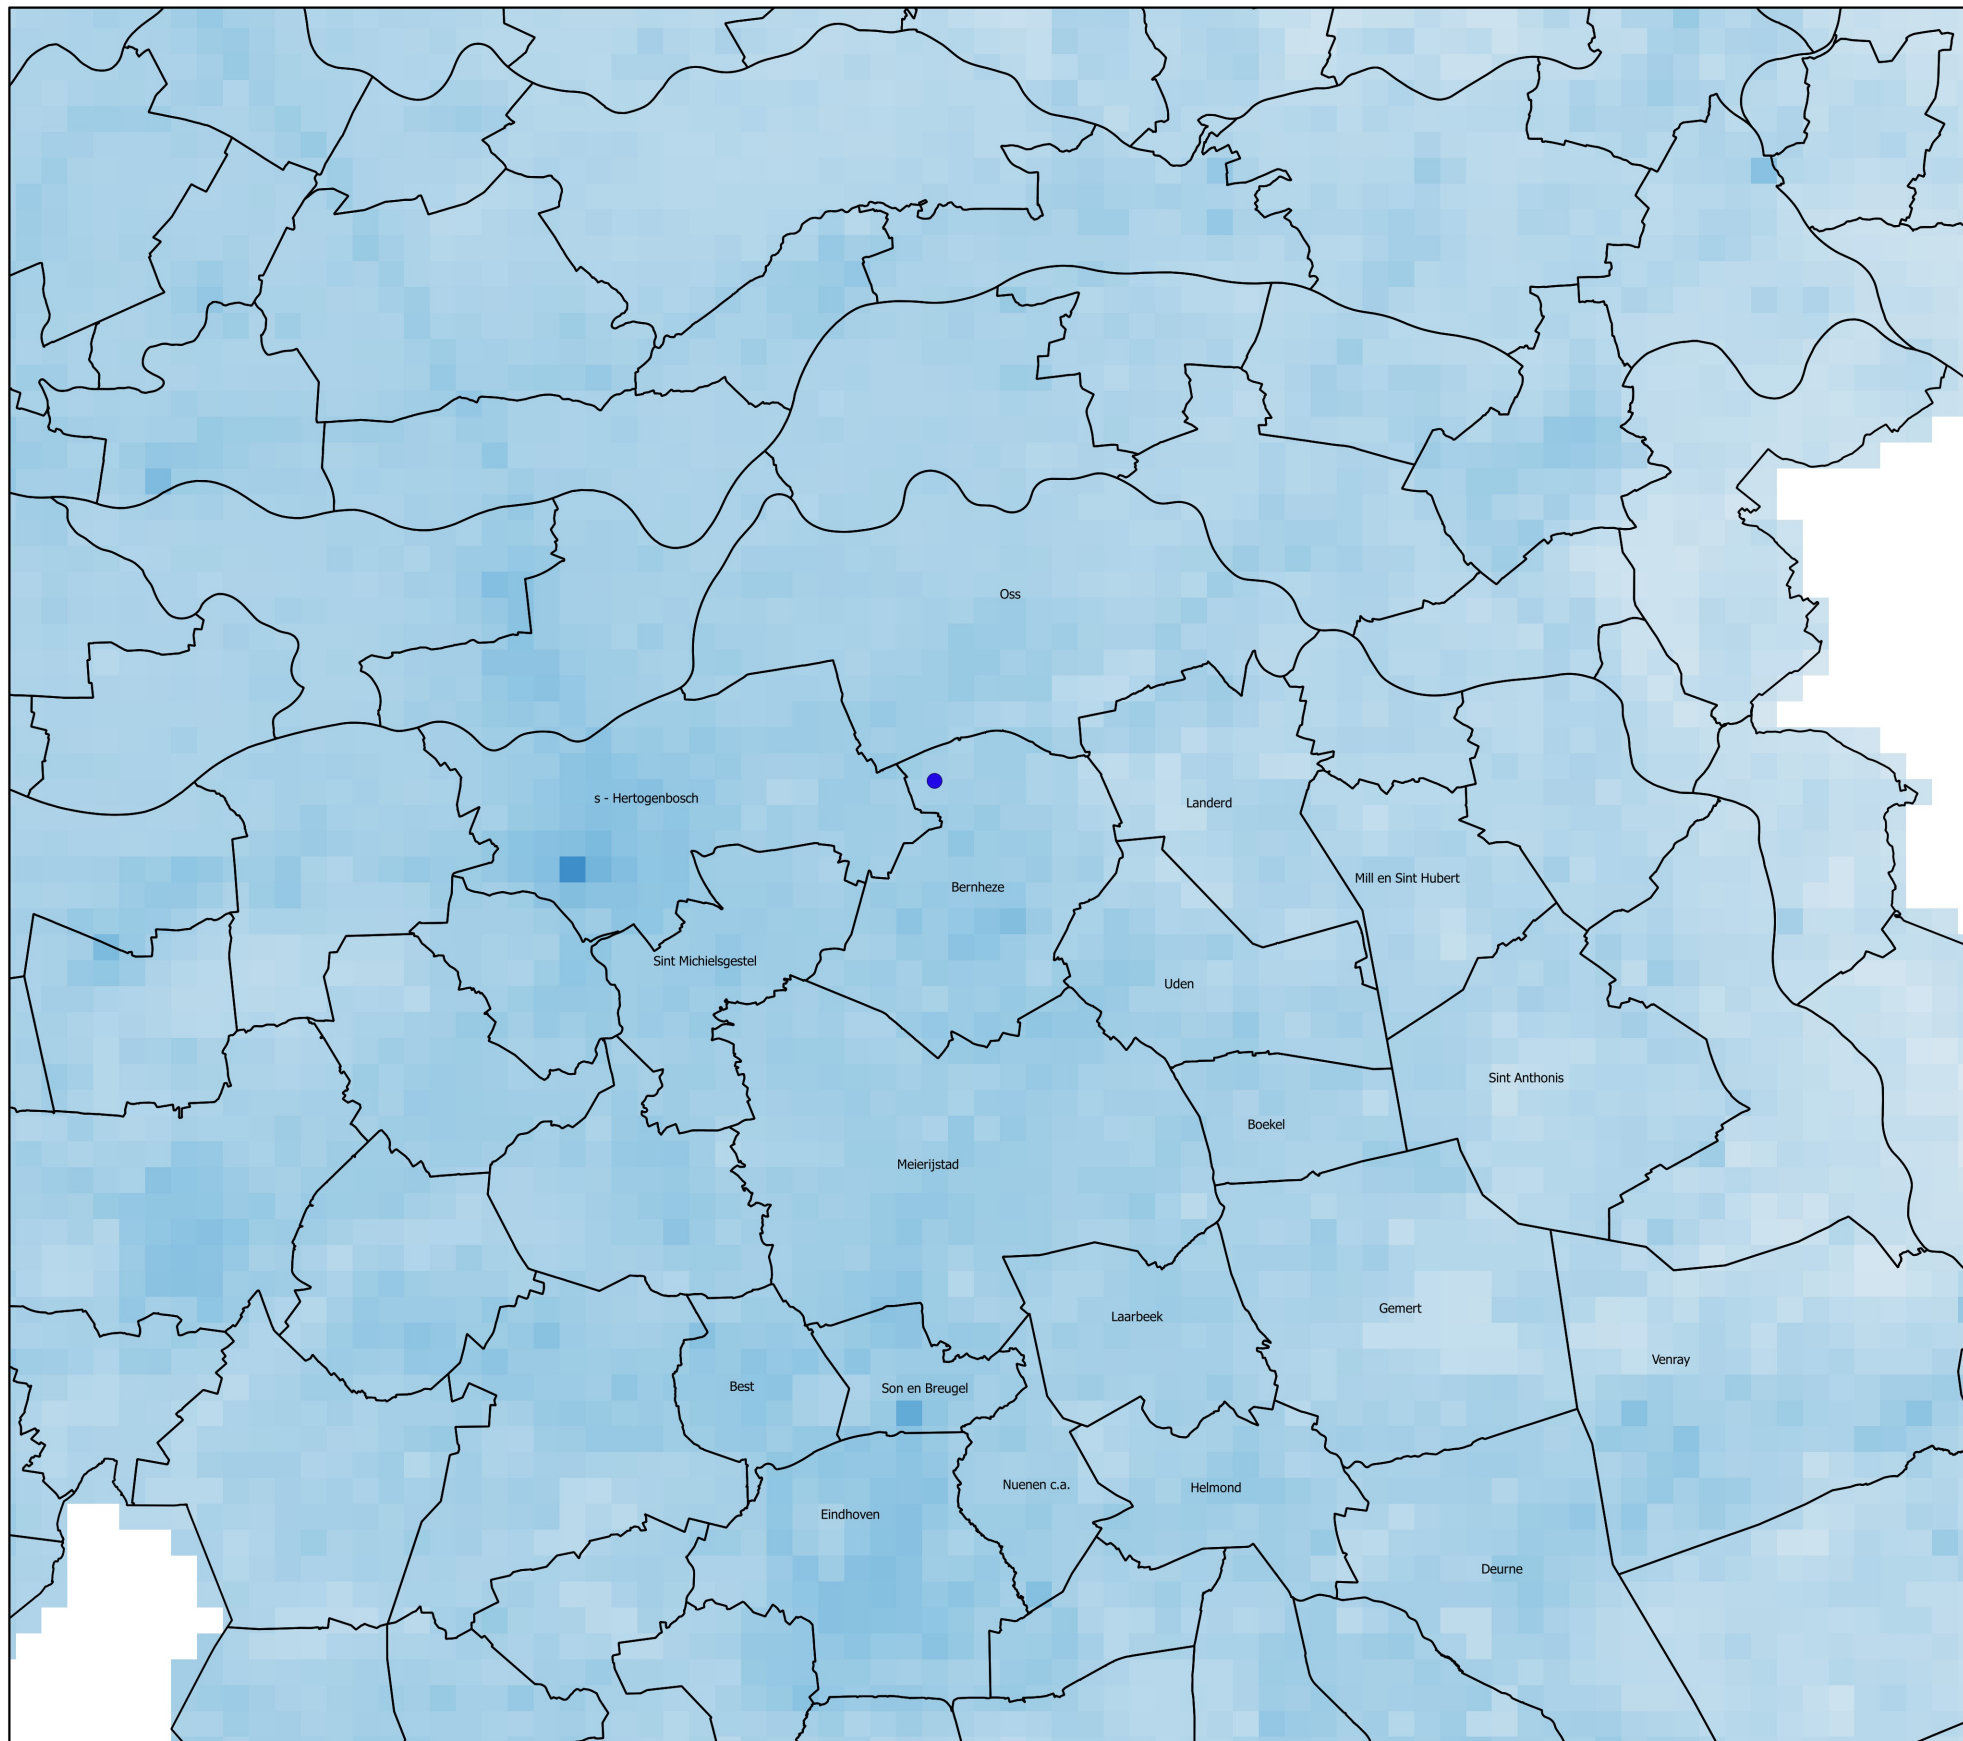 Oss
s - Hertogenbosch
Landerd
Mill en Sint Hubert
Bernheze
Sint Michielsgestel
Uden
Sint Anthonis
Boekel
Meierijstad
Gemert
Laarbeek
Venray
Best
Son en Breugel
Nuenen c.a.
Helmond
Eindhoven
Deurne